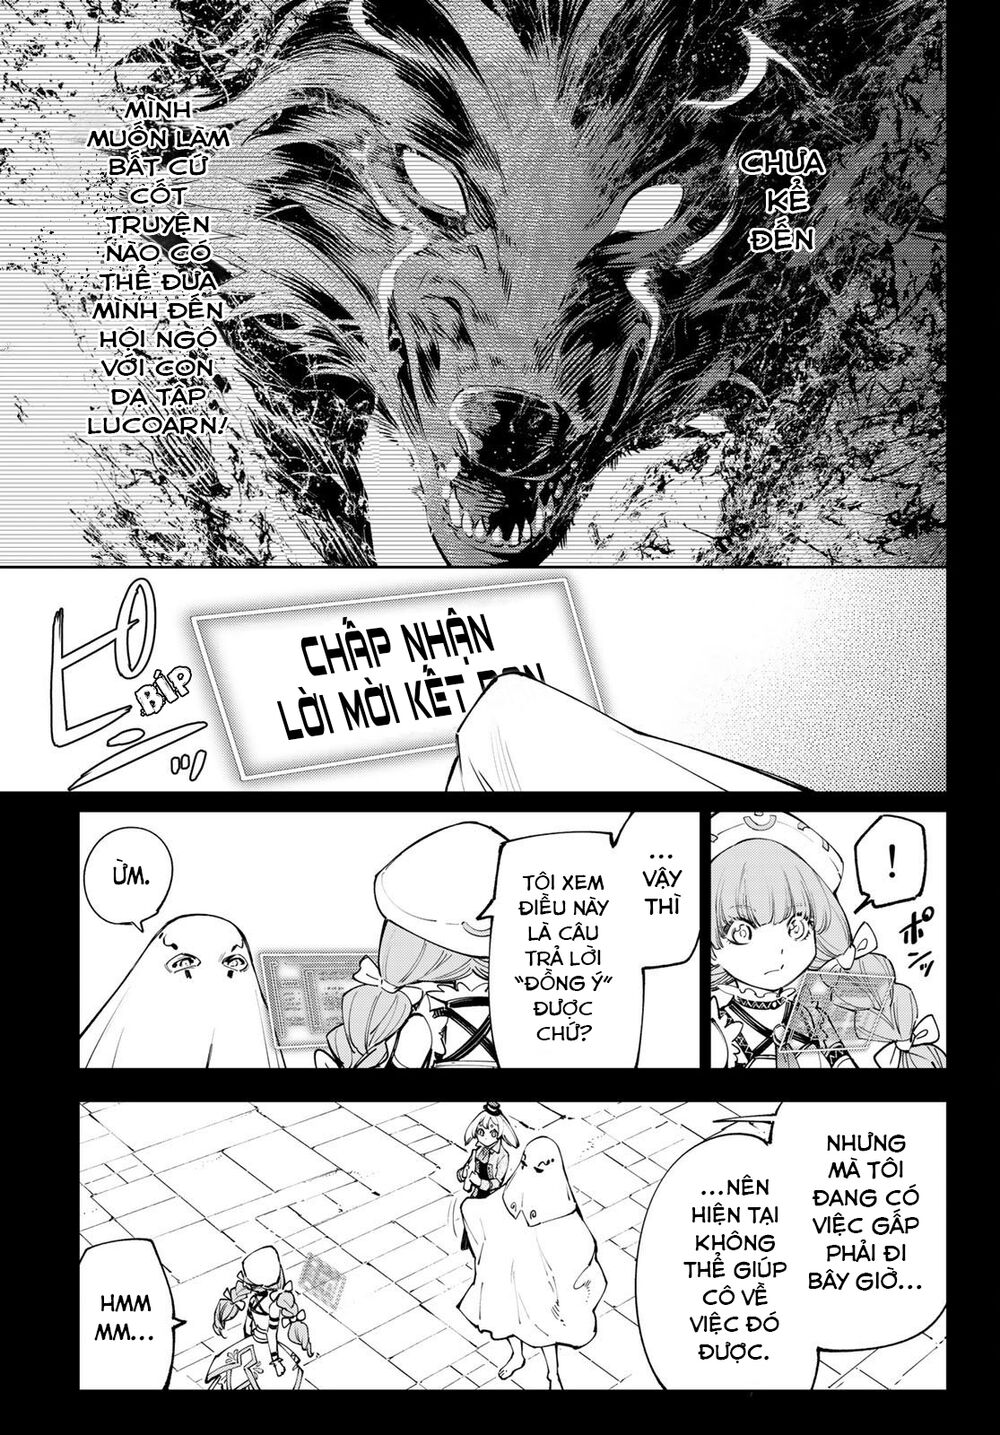 CHƯA
KỂ
ĐẾN
MÌNH
MUỐN LÀM
BẤT CỨ
CỐT
TRUYỆN
NÀO CÓ
THỂ ĐƯA
MÌNH ĐẾN
HỘI NGỘ
VỚI CON
DẠ TẬP
LUCOARN!
CHẤP NHẬN
LỜI MỜI KẾT
BÍP
ピ
!
ポ
…
VẬY
THÌ
TÔI XEM
ĐIỀU NÀY
LÀ CÂU
TRẢ LỜI
“ĐỒNG Ý”
ĐƯỢC
CHỨ?
ỪM.
NHƯNG
MÀ TÔI
ĐANG CÓ
VIỆC GẤP
PHẢI ĐI
BÂY GIỜ...
...NÊN
HIỆN TẠI
KHÔNG
THỂ GIÚP
CÔ VỀ
VIỆC ĐÓ
ĐƯỢC.
HMM
MM...